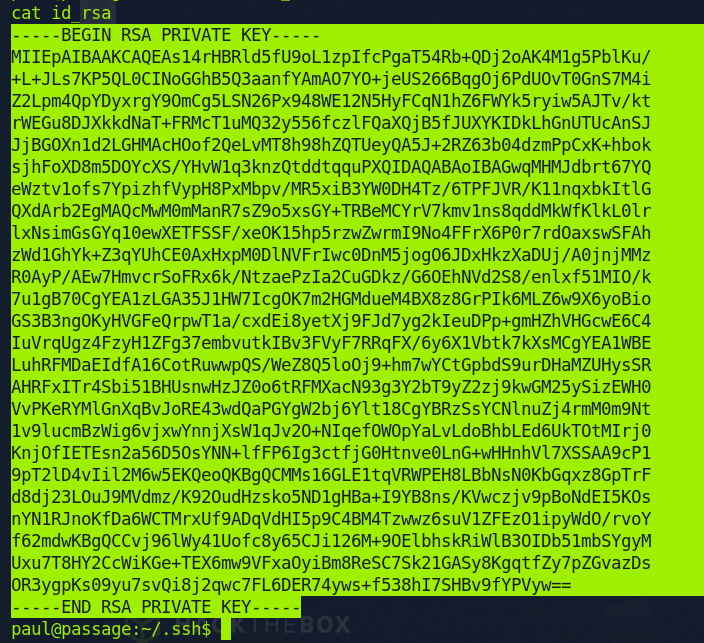 cat id_rsa
-----BEGIN RSA PRIVATE KEY-----
MIIEpAIBAAKCAQEAs14rHBRld5fU9oL1zpIfcPgaT54Rb+QDj2oAK4M1g5PblKu/
+L+JLs7KP5QL0CINoGGhB5Q3aanfYAmAO7YO+jeUS266BqgOj6PdUOvT0GnS7M4i
Z2Lpm4QpYDyxrgY9OmCg5LSN26Px948WE12N5HyFCqN1hZ6FWYk5ryiw5AJTv/kt
rWEGu8DJXkkdNaT+FRMcT1uMQ32y556fczlFQaXQjB5fJUXYKIDkLhGnUTUcAnSJ
JjBGOXn1d2LGHMAcHOof2QeLvMT8h98hZQTUeyQA5J+2RZ63b04dzmPpCxK+hbok
sjhFoXD8m5DOYcXS/YHvW1q3knzQtddtqquPXQIDAQABAoIBAGwqMHMJdbrt67YQ
eWztv1ofs7YpizhfVypH8PxMbpv/MR5xiB3YW0DH4Tz/6TPFJVR/K11nqxbkItlG
QXdArb2EgMAQcMwM0mManR7sZ9o5xsGY+TRBeMCYrV7kmv1ns8qddMkWfKlkL0lr
lxNsimGsGYq10ewXETFSSF/xeOK15hp5rzwZwrmI9No4FFrX6P0r7rdOaxswSFAh
zWd1GhYk+Z3qYUhCE0AxHxpM0DlNVFrIwc0DnM5jogO6JDxHkzXaDUj/A0jnjMMz
R0AyP/AEw7HmvcrSoFRx6k/NtzaePzIa2CuGDkz/G6OEhNVd2S8/enlxf51MIO/k
7u1gB70CgYEA1zLGA35J1HW7IcgOK7m2HGMdueM4BX8z8GrPIk6MLZ6w9X6yoBio
GS3B3ngOKyHVGFeQrpwT1a/cxdEi8yetXj9FJd7yg2kIeuDPp+gmHZhVHGcwE6C4
IuVrqUgz4FzyH1ZFg37embvutkIBv3FVyF7RRqFX/6y6X1Vbtk7kXsMCgYEA1WBE
LuhRFMDaEIdfA16CotRuwwpQS/WeZ8Q5loOj9+hm7wYCtGpbdS9urDHaMZUHysSR
AHRFxITr4Sbi51BHUsnwHzJZ0o6tRFMXacN93g3Y2bT9yZ2zj9kwGM25ySizEWH0
VvPKeRYMlGnXqBvJoRE43wdQaPGYgW2bj6Ylt18CgYBRzSsYCNlnuZj4rmM0m9Nt
1v9lucmBzWig6vjxwYnnjXsW1qJv2O+NIqefOWOpYaLvLdoBhbLEd6UkTOtMIrj0
KnjOfIETEsn2a56D5OsYNN+lfFP6Ig3ctfjG0Htnve0LnG+wHHnhVl7XSSAA9cP1
9pT2lD4vIil2M6w5EKQeoQKBgQCMMs16GLE1tqVRWPEH8LBbNsN0KbGqxz8GpTrF
d8dj23LOuJ9MVdmz/K92OudHzsko5ND1gHBa+I9YB8ns/KVwczjv9pBoNdEI5KOs
nYN1RJnoKfDa6WCTMrxUf9ADqVdHI5p9C4BM4Tzwwz6suV1ZFEzO1ipyWdO/rvoY
f62mdwKBgQCCvj96lWy41Uofc8y65CJi126M+9OElbhskRiWlB3OIDb51mbSYgyM
Uxu7T8HY2CcWiKGe+TEX6mw9VFxaOyiBm8ReSC7Sk21GASy8KgqtfZy7pZGvazDs
OR3ygpKs09yu7svQi8j2qwc7FL6DER74yws+f538hI7SHBv9fYPVyw==
-----END RSA PRIVATE KEY-----
paul@passage:~/.ssh$